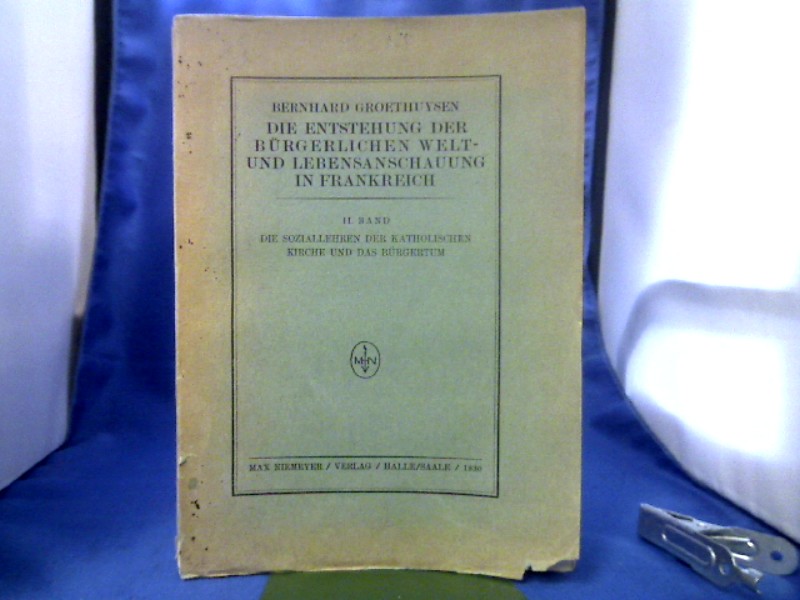 BERNHARD GROETHUYSEN
DIE ENTSTEHUNG DER
BÜRGERLICHEN WELT-
UND LEBENSANSCHAUUNG
IN FRANKREICH
II. BAND
DIE SOZIALLEHREN DER KATHOLISCHEN
KIRCHE UND DAS BÜRGERTUM
M N
MAX NIEMEYER / VERLAG / HALLE/SAALE / 1930